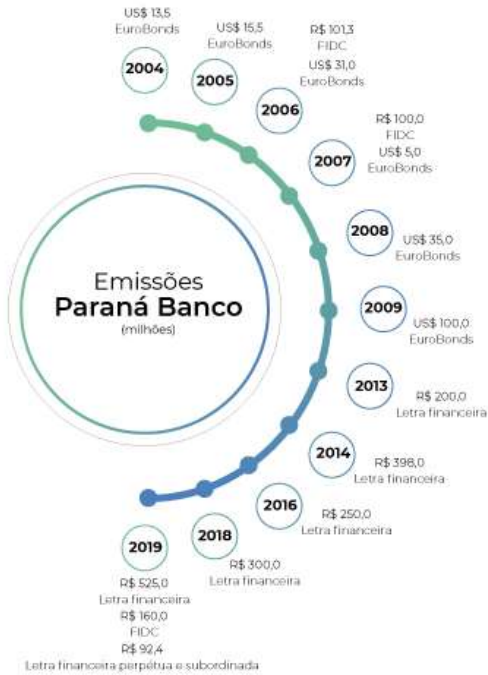 US$ 13,5
EuroBonds
2004
US$ 15,5
EuroBonds
2005
R$ 101,3
FIDC
US$ 31,0
EuroBonds
2006
R$ 100,0
FIDC
US$ 5,0
EuroBonds
2007
2008
US$ 35,0
EuroBonds
Emissões
Paraná Banco
(milhões)
2009
US$ 100,0
EuroBonds
2013
R$ 200,0
Letra financeira
2014
R$ 398,0
Letra financeira
2016
R$ 250,0
Letra financeira
2018
R$ 300,0
Letra financeira
2019
R$ 525,0
Letra financeira
R$ 160,0
FIDC
R$ 92,4
Letra financeira perpétua e subordinada